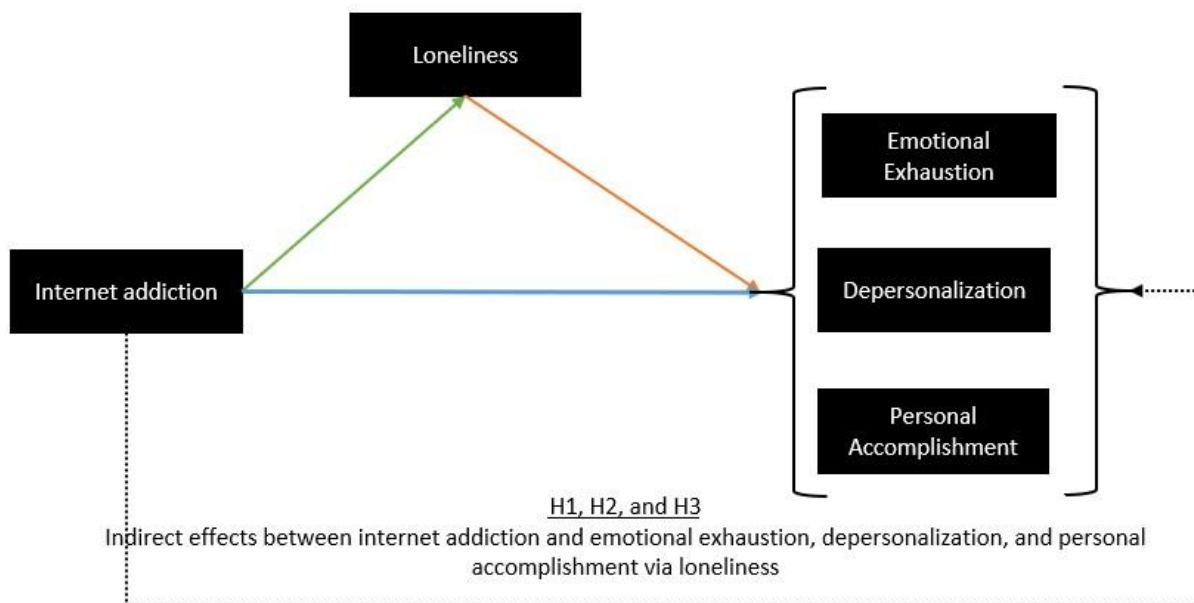 Loneliness
Emotional
Exhaustion
Internet addiction
Depersonalization
Personal
Accomplishment
H1, H2, and H3
Indirect effects between internet addiction and emotional exhaustion, depersonalization, and personal
accomplishment via loneliness